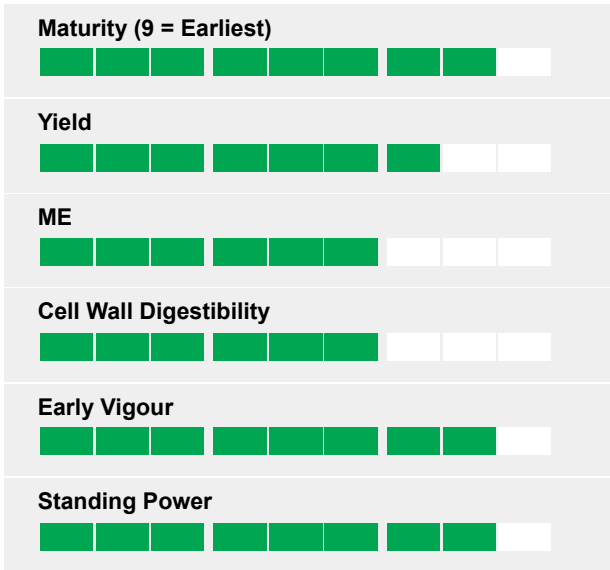 Maturity (9 = Earliest)
Yield
ME
Cell Wall Digestibility
Early Vigour
Standing Power